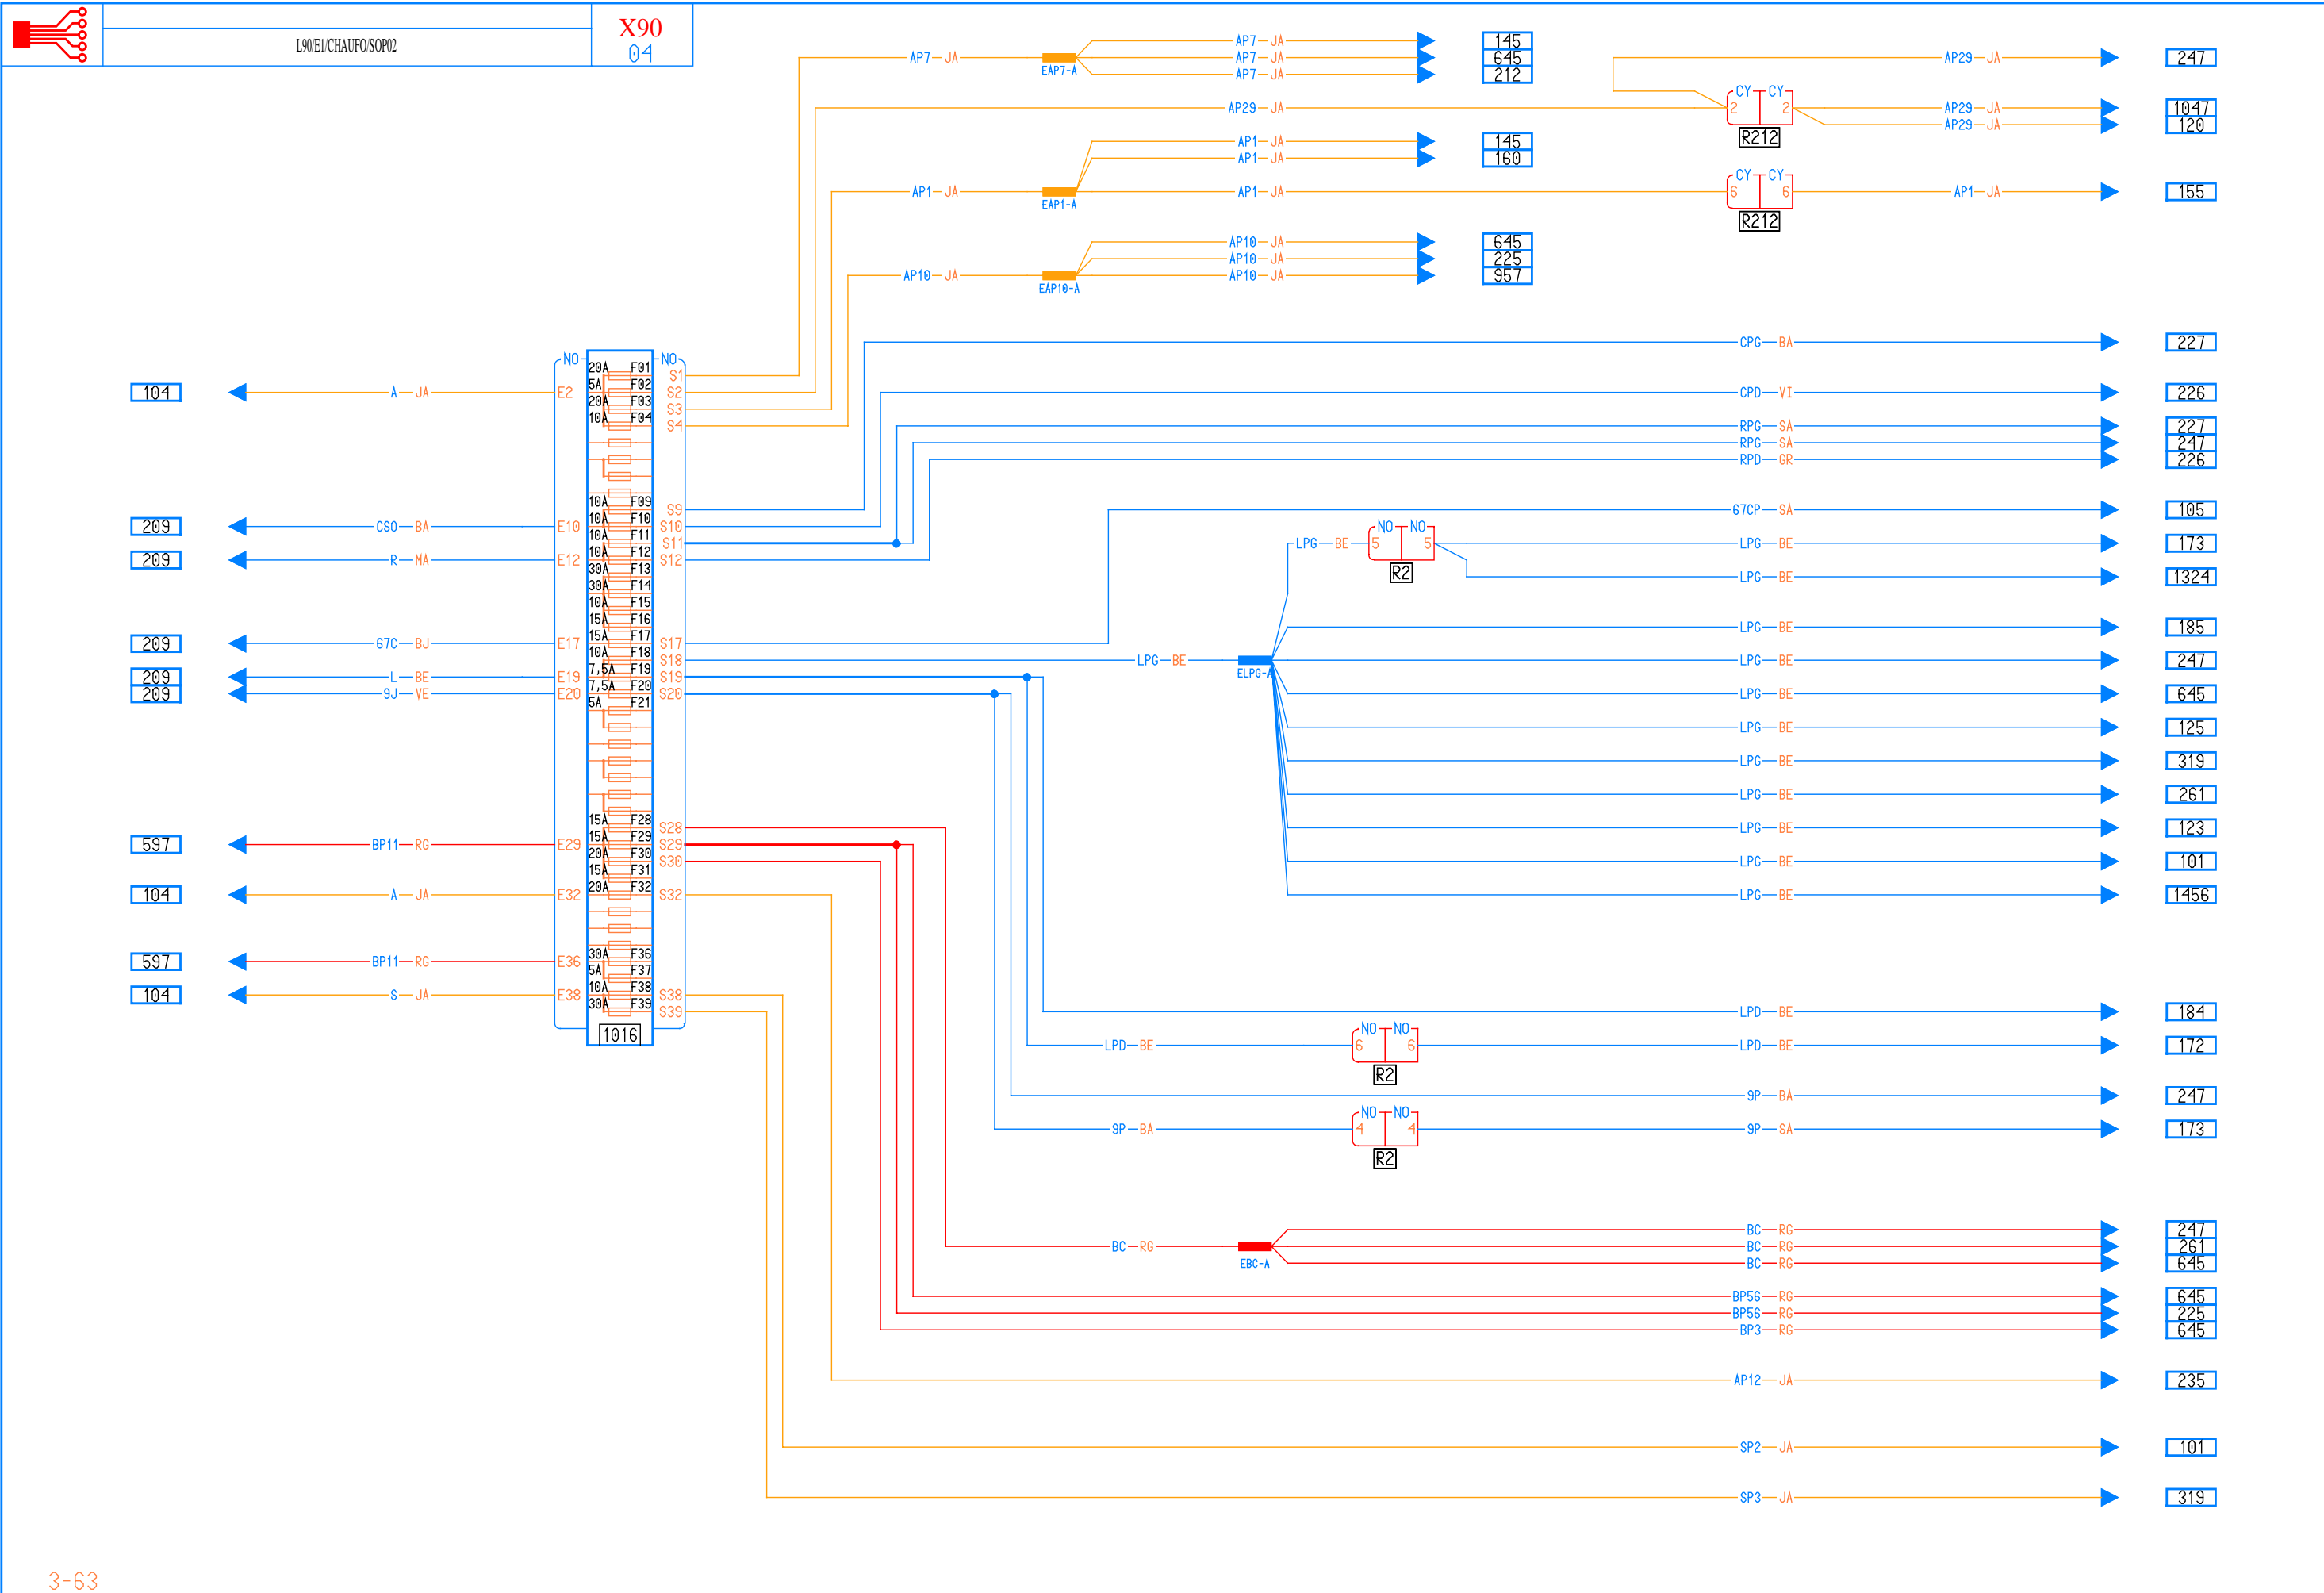 L90/E1/CHAUFO/SOP02
X90
04
AP7 JA
EAP7-A
AP7 JA 145
AP7 JA 645
AP7 JA 212
AP29 JA 247
AP29 JA
CY CY
2 2
R212
AP29 JA 1047
AP29 JA 120
AP1 JA 145
AP1 JA 160
AP1 JA
EAP1-A
AP1 JA
CY CY
6 6
R212
AP1 JA 155
AP10 JA 645
AP10 JA 225
AP10 JA
EAP10-A
AP10 JA 957
CPG BA 227
NO NO
20A F01 S1
104 A JA E2 5A F02 S2
CPD VI 226
20A F03 S3
10A F04 S4
RPG SA 227
RPG SA 247
RPD GR 226
10A F09 S9
67CP SA 105
209 CSO BA E10 10A F10 S10
10A F11 S11
NO NO
LPG BE 5 5 LPG BE 173
R2
209 R MA E12 10A F12 S12
30A F13
LPG BE 1324
30A F14
10A F15
15A F16
LPG BE 185
209 67C BJ E17 15A F17 S17
10A F18 S18
LPG BE
ELPG-A
LPG BE 247
209 L BE E19 7,5A F19 S19
209 9J VE E20 7,5A F20 S20
LPG BE 645
5A F21
LPG BE 125
LPG BE 319
LPG BE 261
15A F28 S28
LPG BE 123
597 BP11 RG E29 15A F29 S29
20A F30 S30
LPG BE 101
15A F31
104 A JA E32 20A F32 S32
LPG BE 1456
597 BP11 RG E36 30A F36
5A F37
104 S JA E38 10A F38 S38
30A F39 S39
1016
LPD BE 184
NO NO
LPD BE 6 6 LPD BE 172
R2
9P BA 247
NO NO
9P BA 4 4 9P SA 173
R2
BC RG 247
BC RG
EBC-A
BC RG 261
BC RG 645
BP56 RG 645
BP56 RG 225
BP3 RG 645
AP12 JA 235
SP2 JA 101
SP3 JA 319
3-63